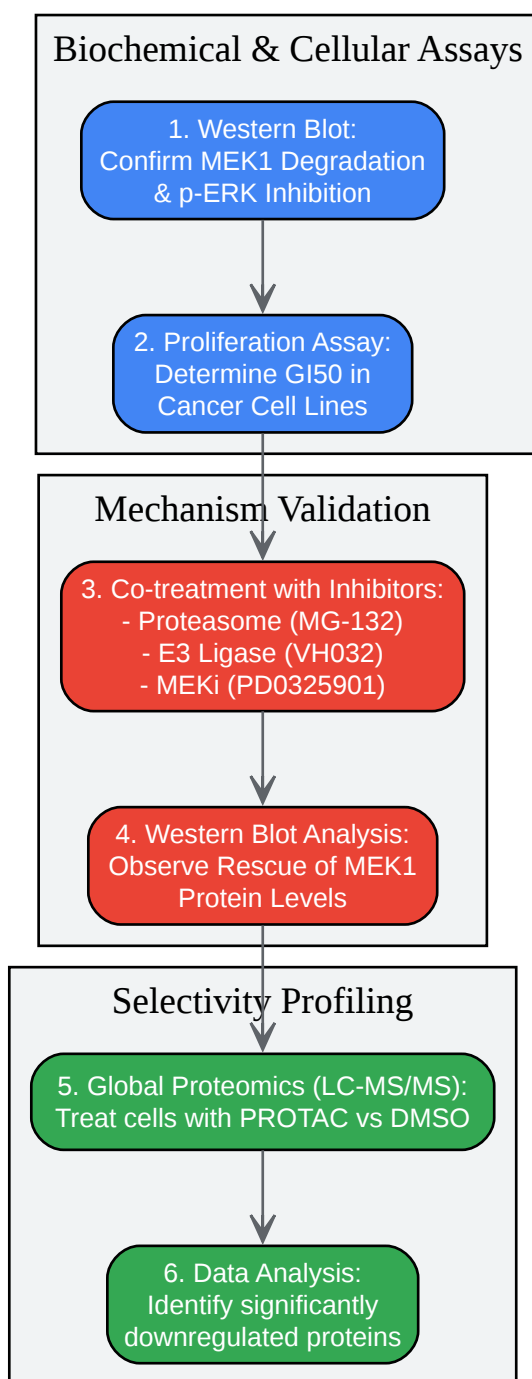 Biochemical & Cellular Assays
1. Western Blot:
Confirm MEK1 Degradation
& p-ERK Inhibition
2. Proliferation Assay:
Determine GI50 in
Cancer Cell Lines
Mechanism Validation
3. Co-treatment with Inhibitors:
- Proteasome (MG-132)
- E3 Ligase (VH032)
- MEKi (PD0325901)
4. Western Blot Analysis:
Observe Rescue of MEK1
Protein Levels
Selectivity Profiling
5. Global Proteomics (LC-MS/MS):
Treat cells with PROTAC vs DMSO
6. Data Analysis:
Identify significantly
downregulated proteins